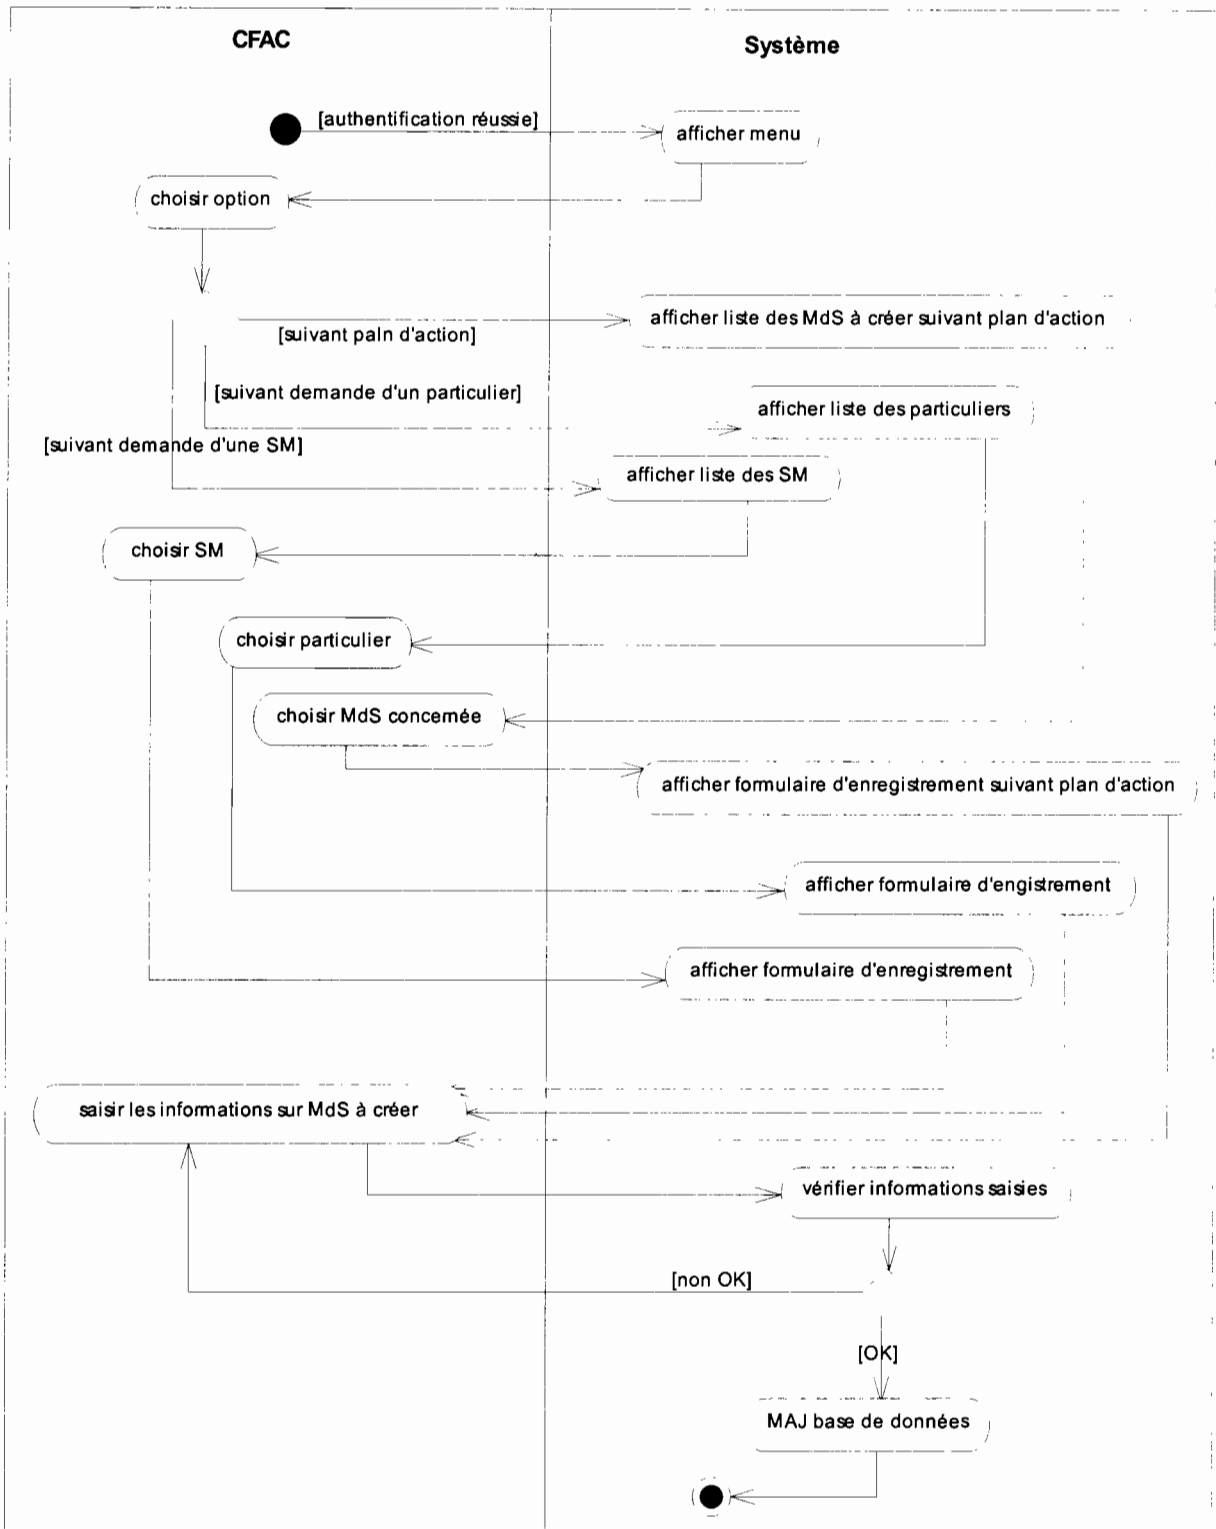 CFAC
Système
[authentification réussie]
afficher menu
choisir option
afficher liste des MdS à créer suivant plan d'action
[suivant paln d'action]
[suivant demande d'un particulier]
afficher liste des particuliers
[suivant demande d'une SM]
afficher liste des SM
choisir SM
choisir particulier
choisir MdS concernée
afficher formulaire d'enregistrement suivant plan d'action
afficher formulaire d'engistrement
afficher formulaire d'enregistrement
saisir les informations sur MdS à créer
vérifier informations saisies
[non OK]
[OK]
MAJ base de données